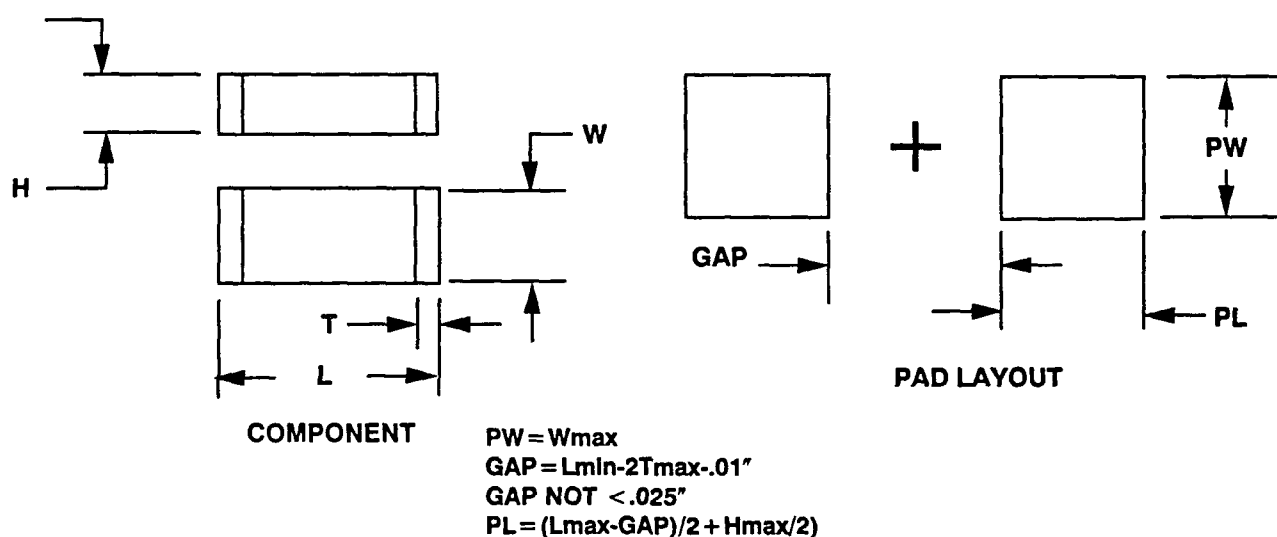 H
W
T
L
COMPONENT
GAP
PW
PL
PAD LAYOUT
PW=Wmax
GAP=Lmin-2Tmax-.01"
GAP NOT <.025"
PL=(Lmax-GAP)/2+Hmax/2)